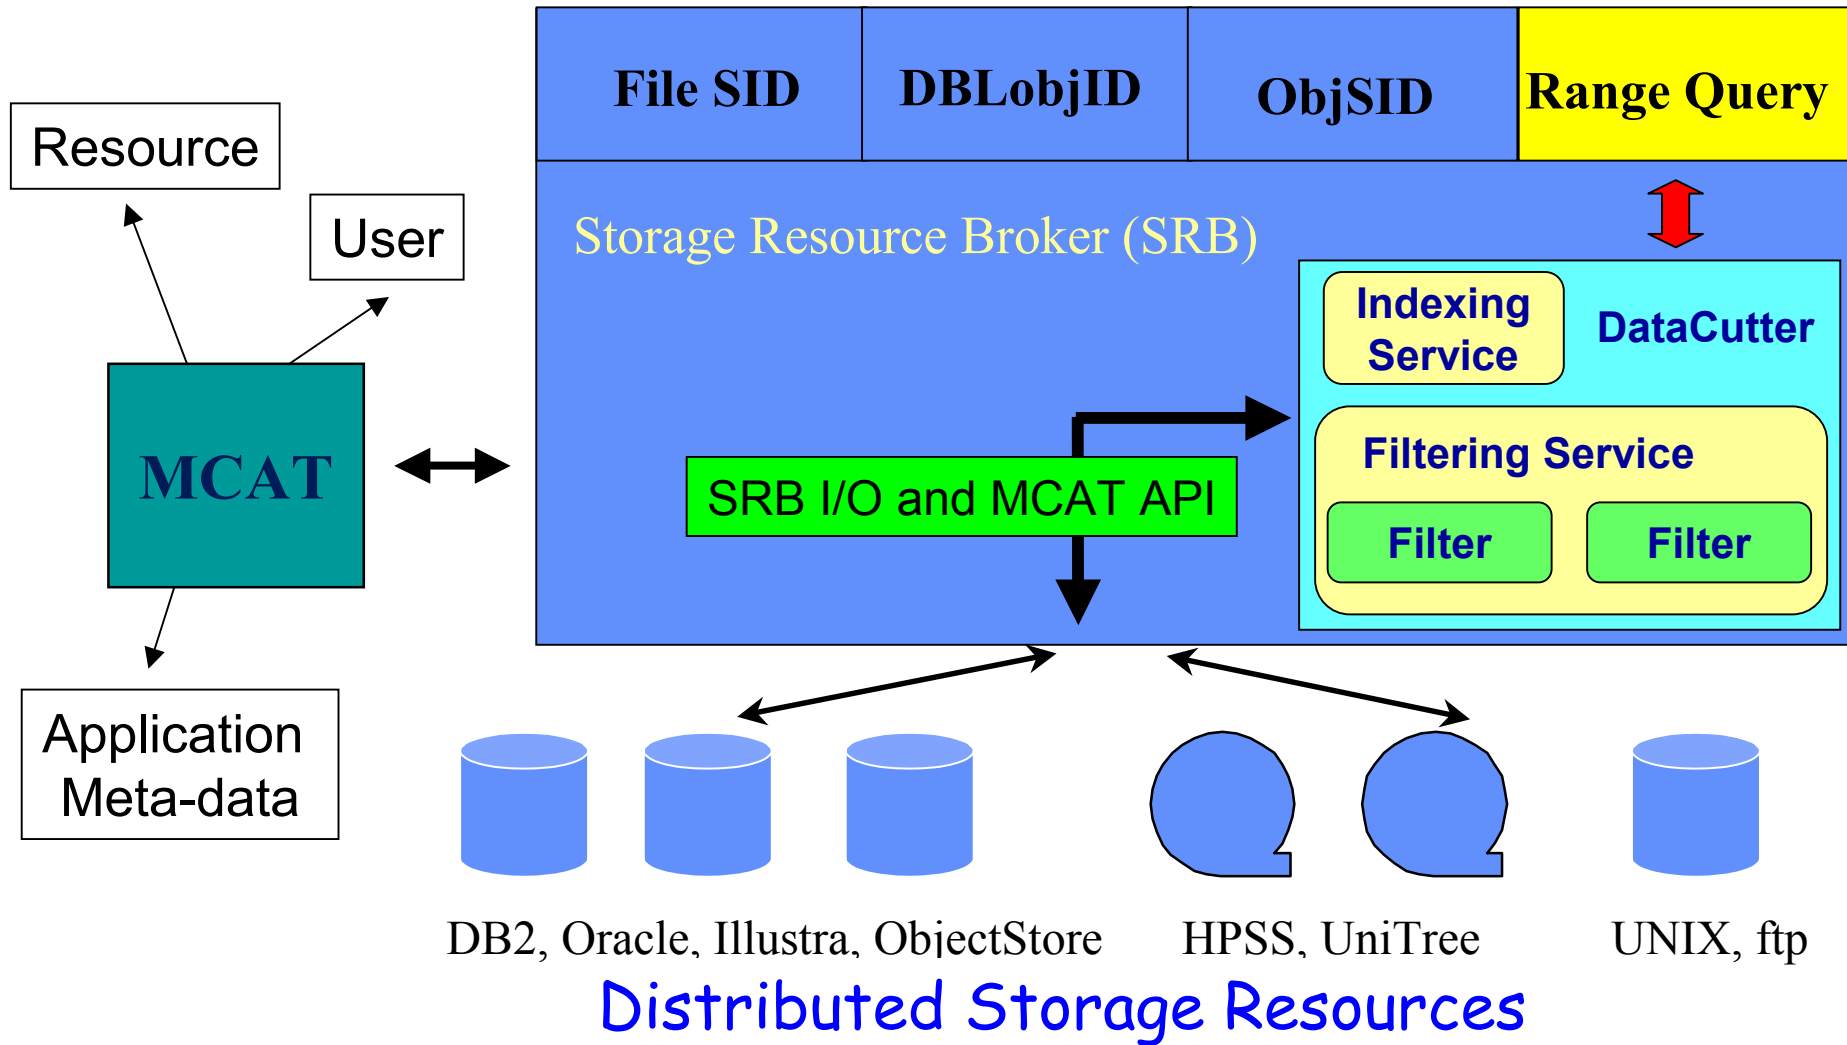 File SID
DBLobjID
ObjSID
Range Query
Resource
User
Storage Resource Broker (SRB)
Indexing
Service
DataCutter
MCAT
SRB I/O and MCAT API
Filtering Service
Filter
Filter
Application
Meta-data
DB2, Oracle, Illustra, ObjectStore
HPSS, UniTree
UNIX, ftp
Distributed Storage Resources